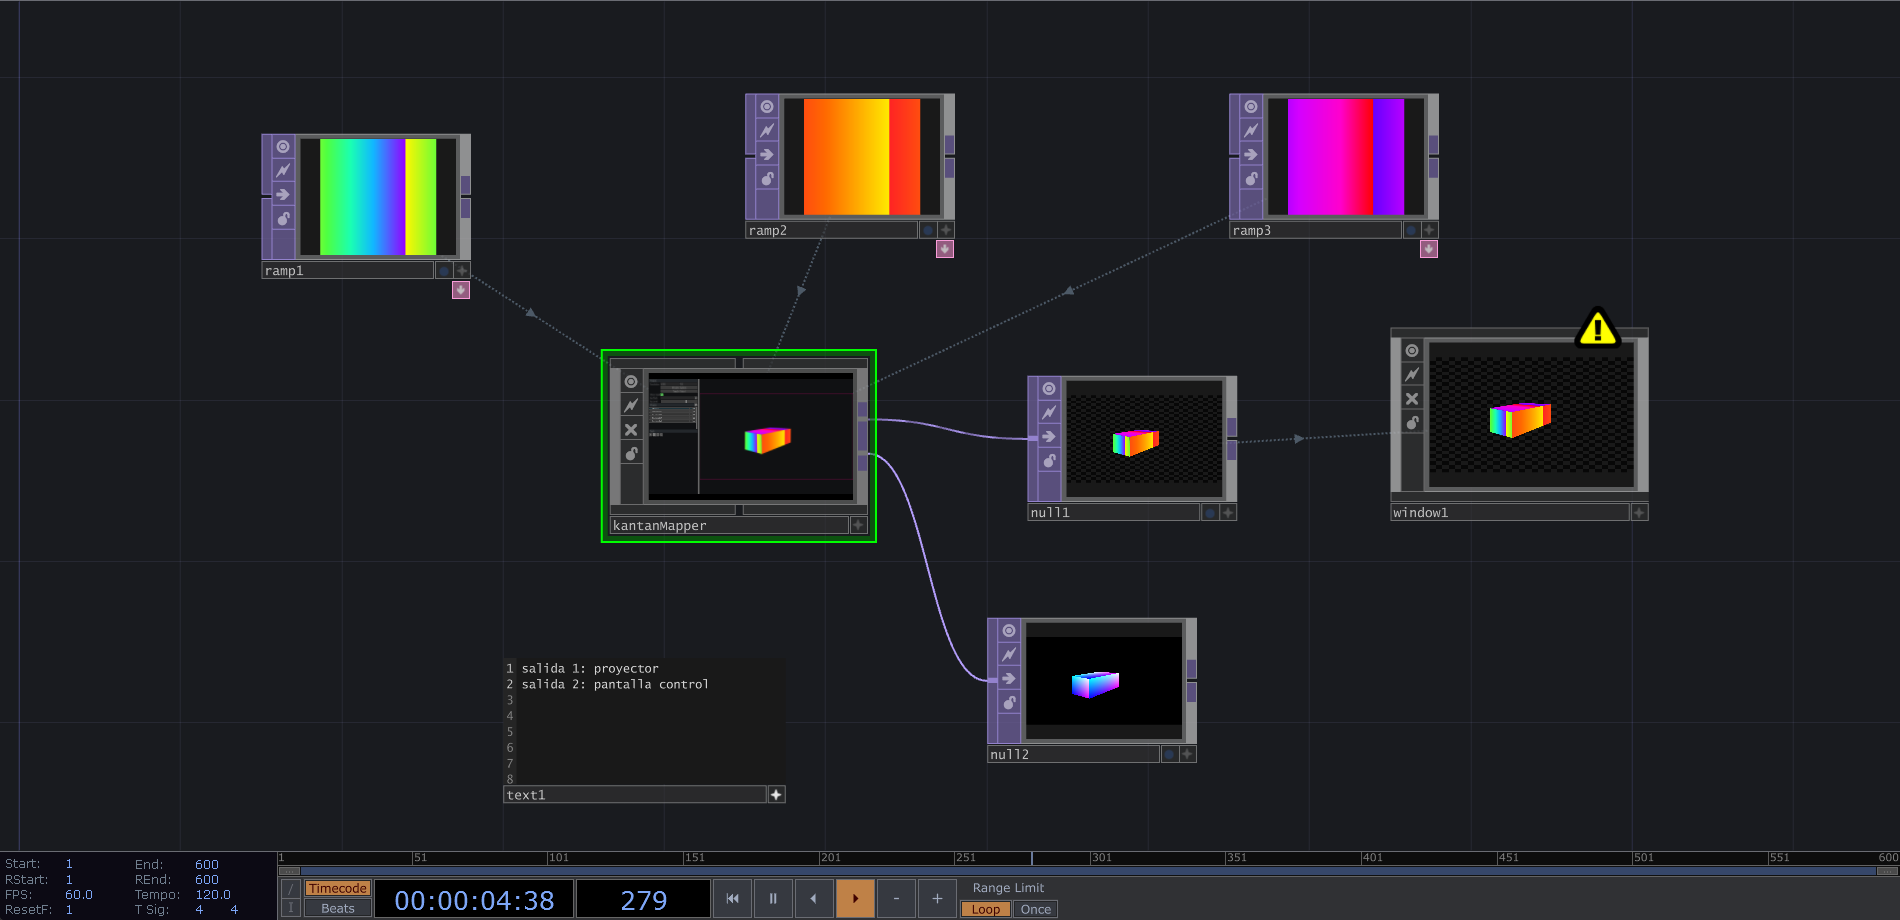 ramp2
ramp3
ramp1
kantanMapper
null1
window1
1 salida 1: proyector
2 salida 2: pantalla control
3
4
5
6
7
8
text1
null2
1 51 101 151 201 251 301 351 401 451 501 551 600
Start: 1 End: 600
RStart: 1 REnd: 600
FPS: 60.0 Tempo: 120.0
ResetF: 1 T Sig: 4 4
Timecode
Beats
00:00:04:38
279
Range Limit
Loop Once